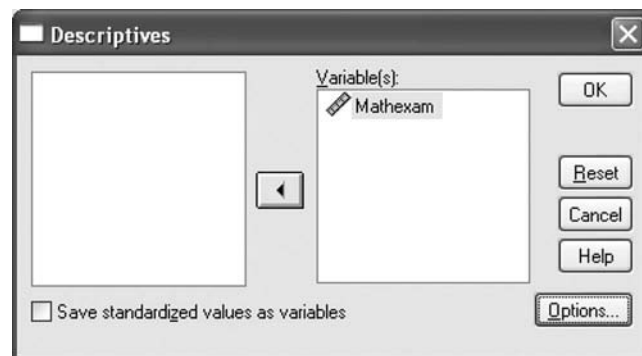 Descriptives
Variable(s):
Mathexam
OK
Reset
Cancel
Help
Save standardized values as variables
Options...